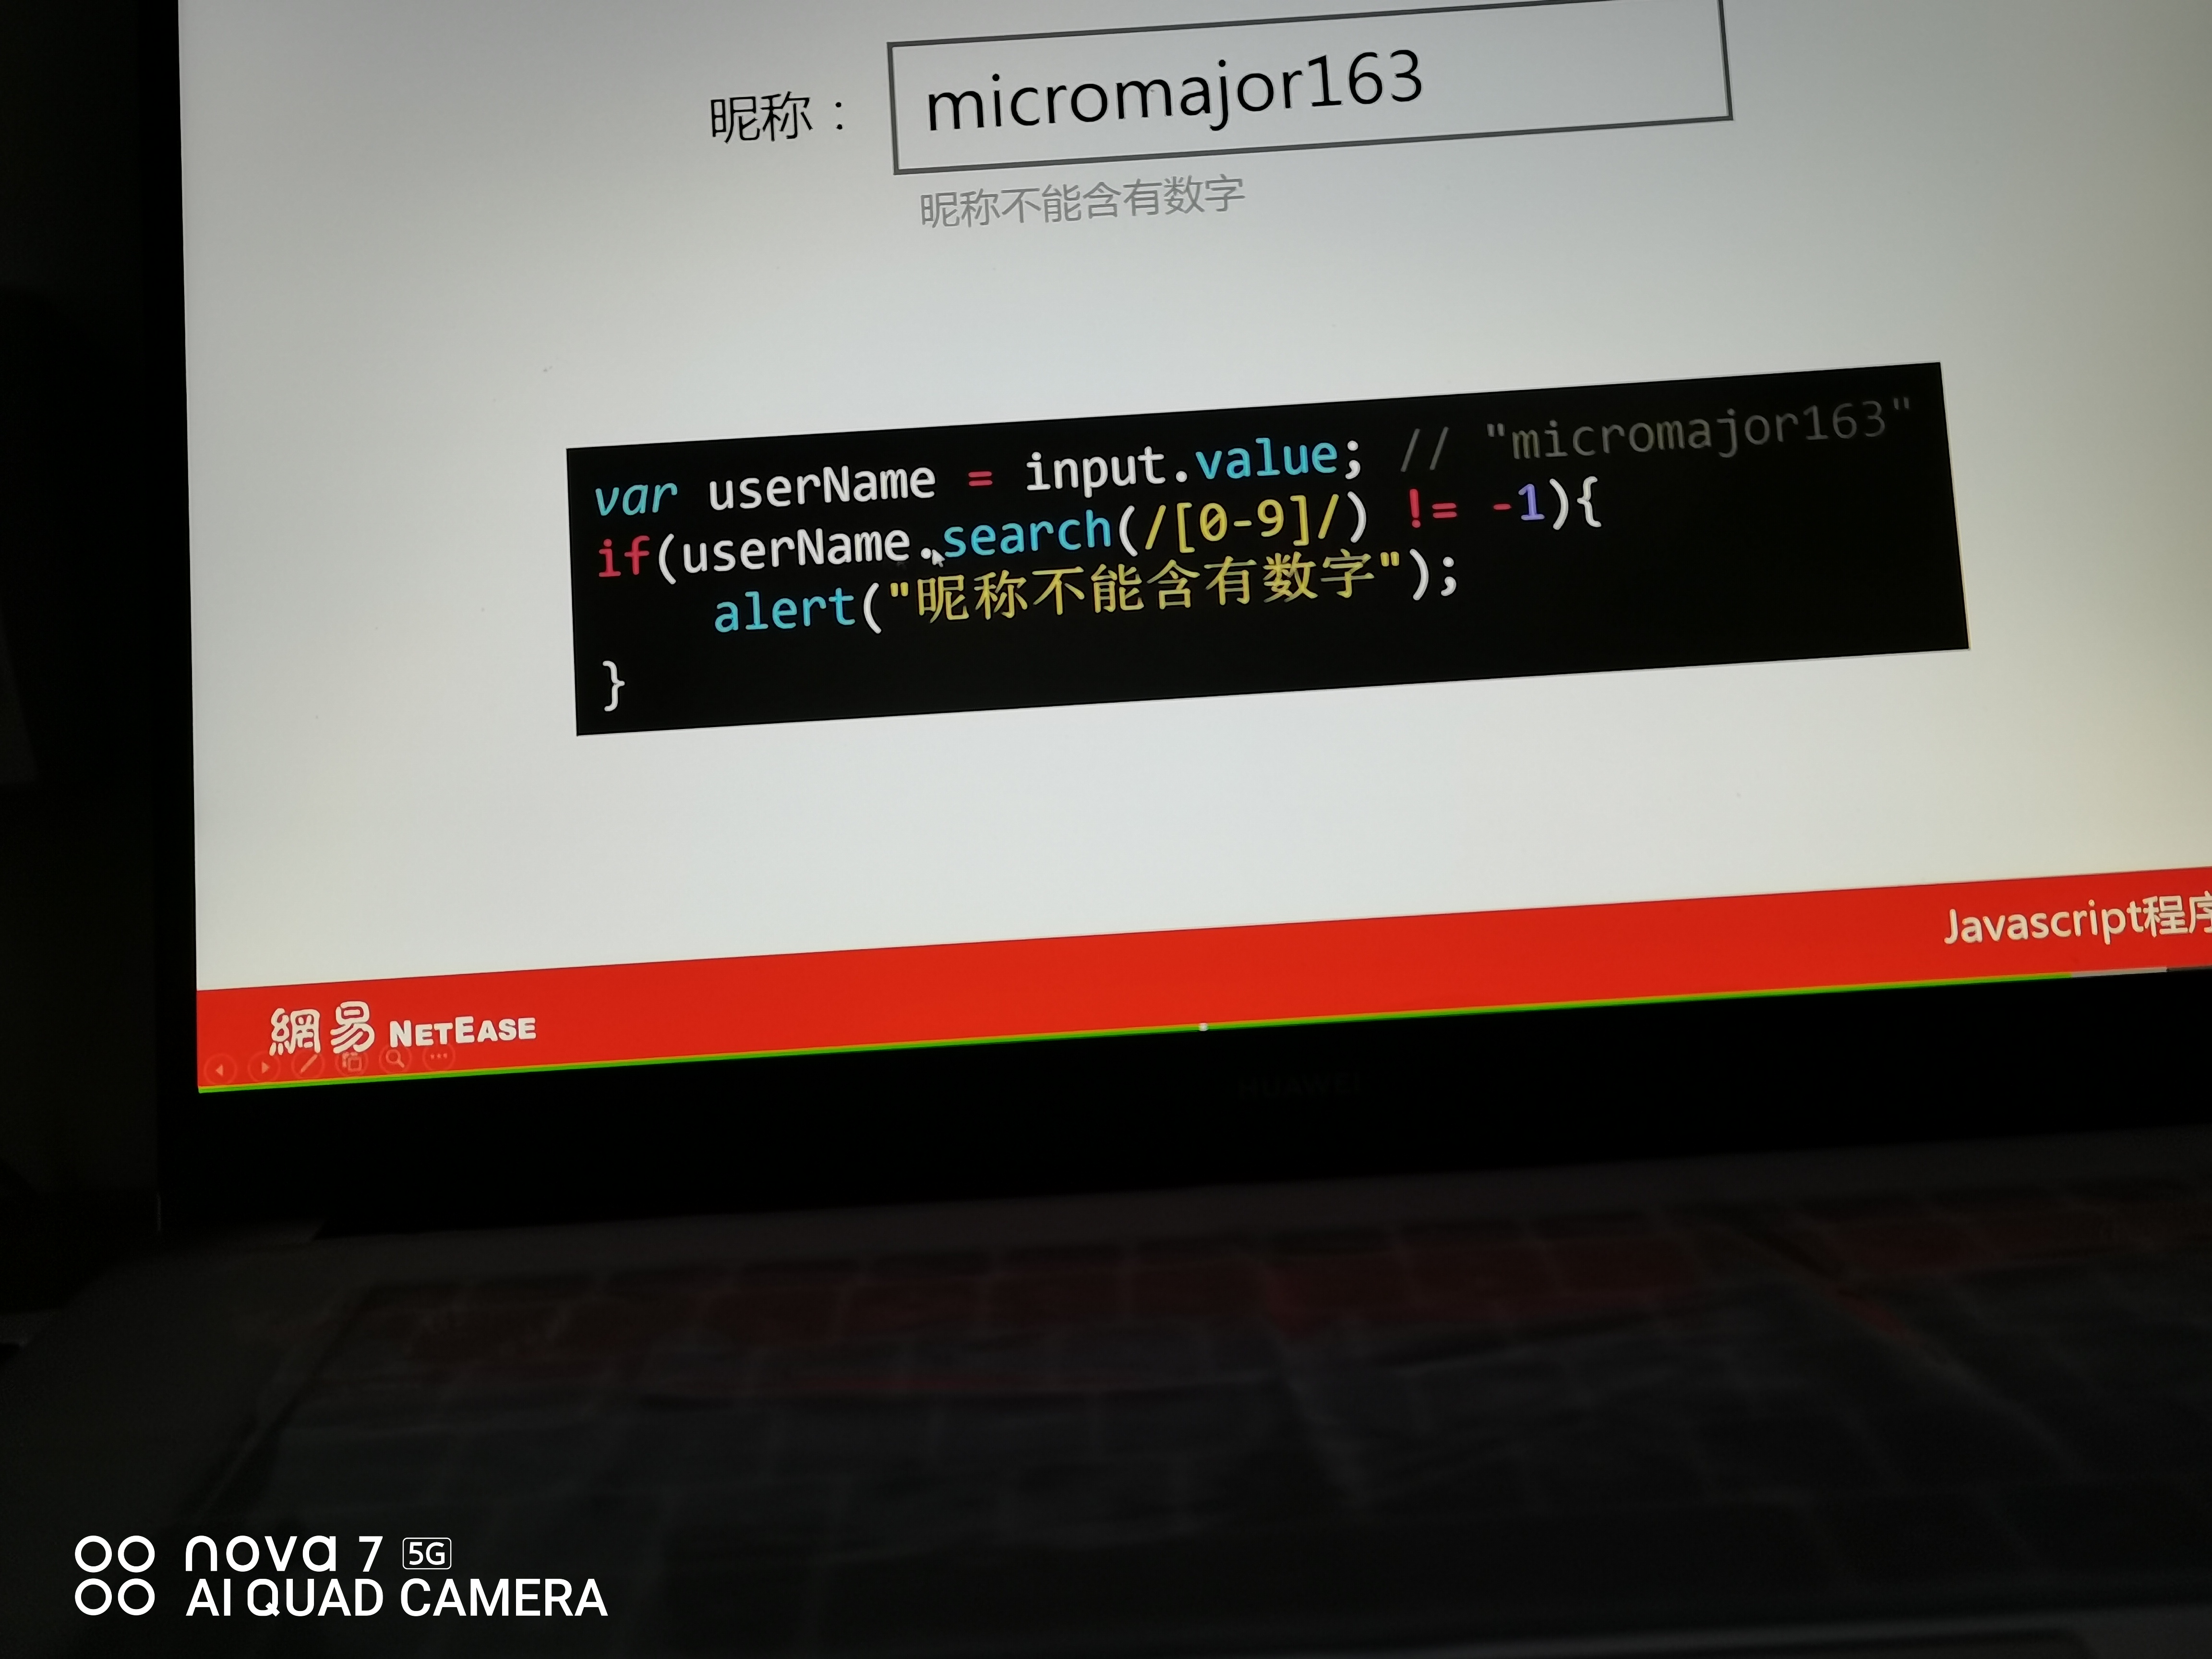 昵称：
micromajor163
昵称不能含有数字
var userName = input.value; // "micromajor163"
if(userName.search(/[0-9]/) != -1){
alert("昵称不能含有数字");
}
Javascript程序
網易 NETEASE
HUAWEI
nova 7 5G
AI QUAD CAMERA